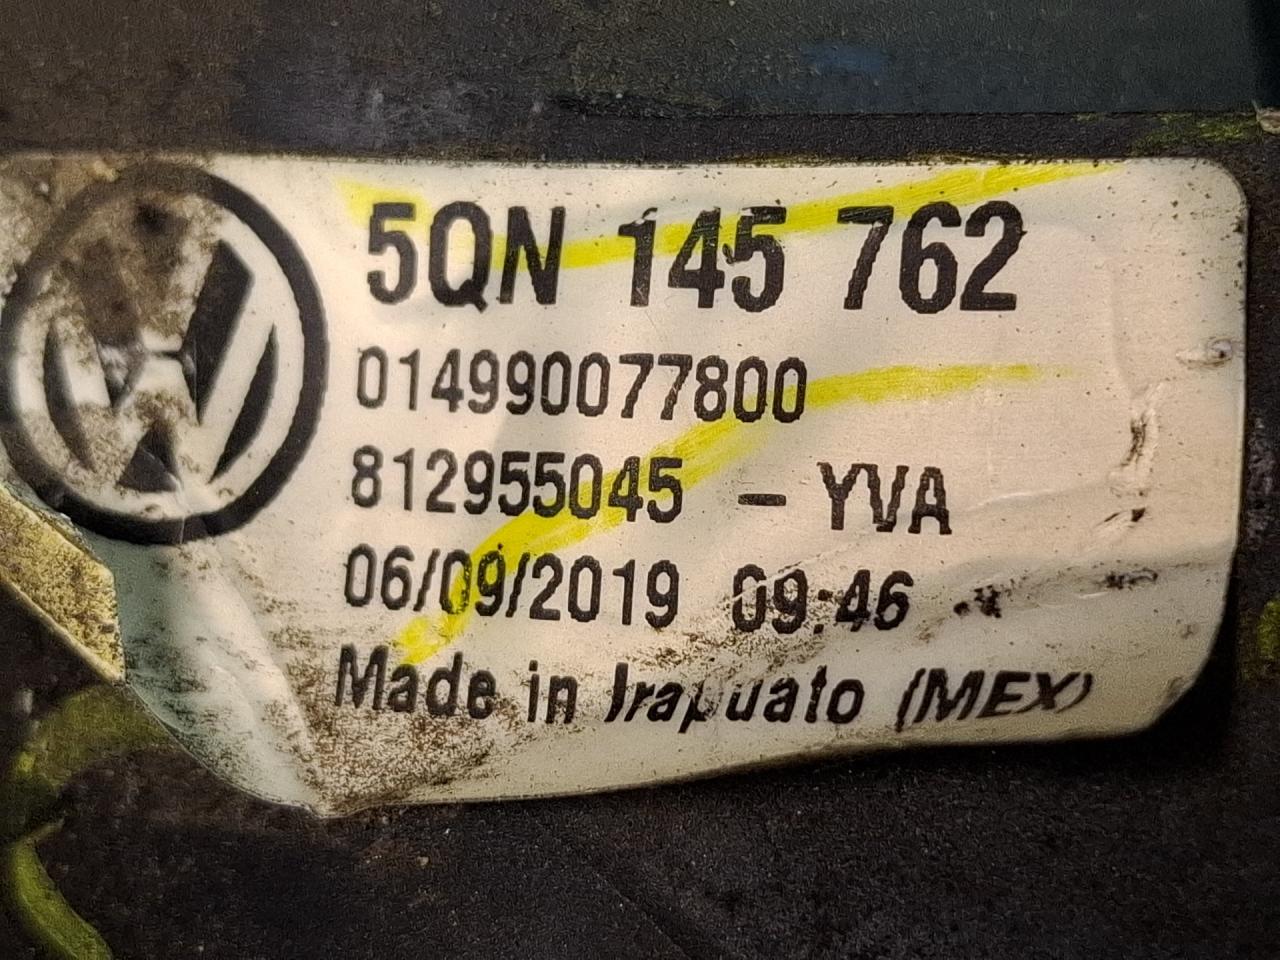 5QN 145 762
014990077800
812955045 - YVA
06/09/2019 09:46
Made in Irapuato (MEX)